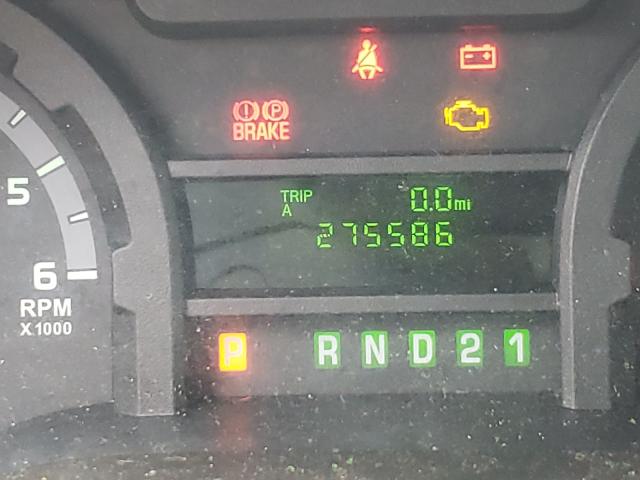 P
BRAKE
5
TRIP 0.0mi
A
275586
6
RPM
X1000
P R N D 2 1